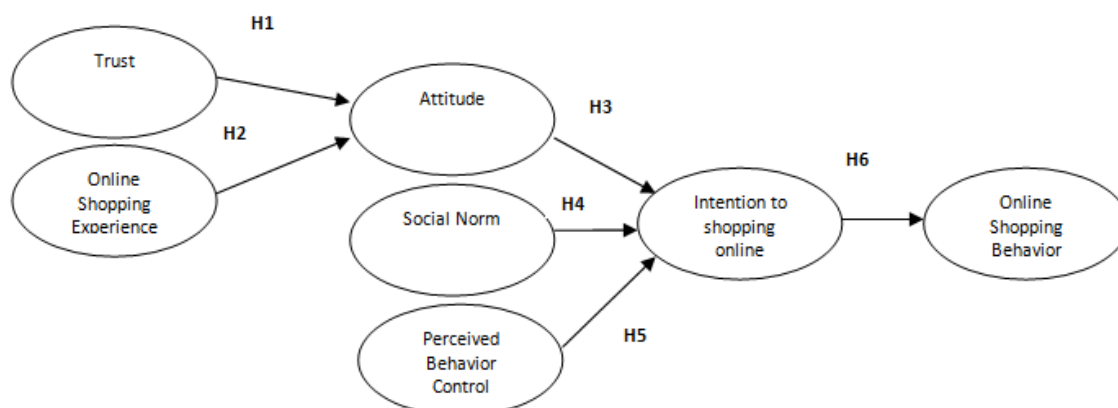 H1
Trust
Attitude
H3
H2
Online
Shopping
Experience
Social Norm
H4
Intention to
shopping
online
H6
Online
Shopping
Behavior
Perceived
Behavior
Control
H5